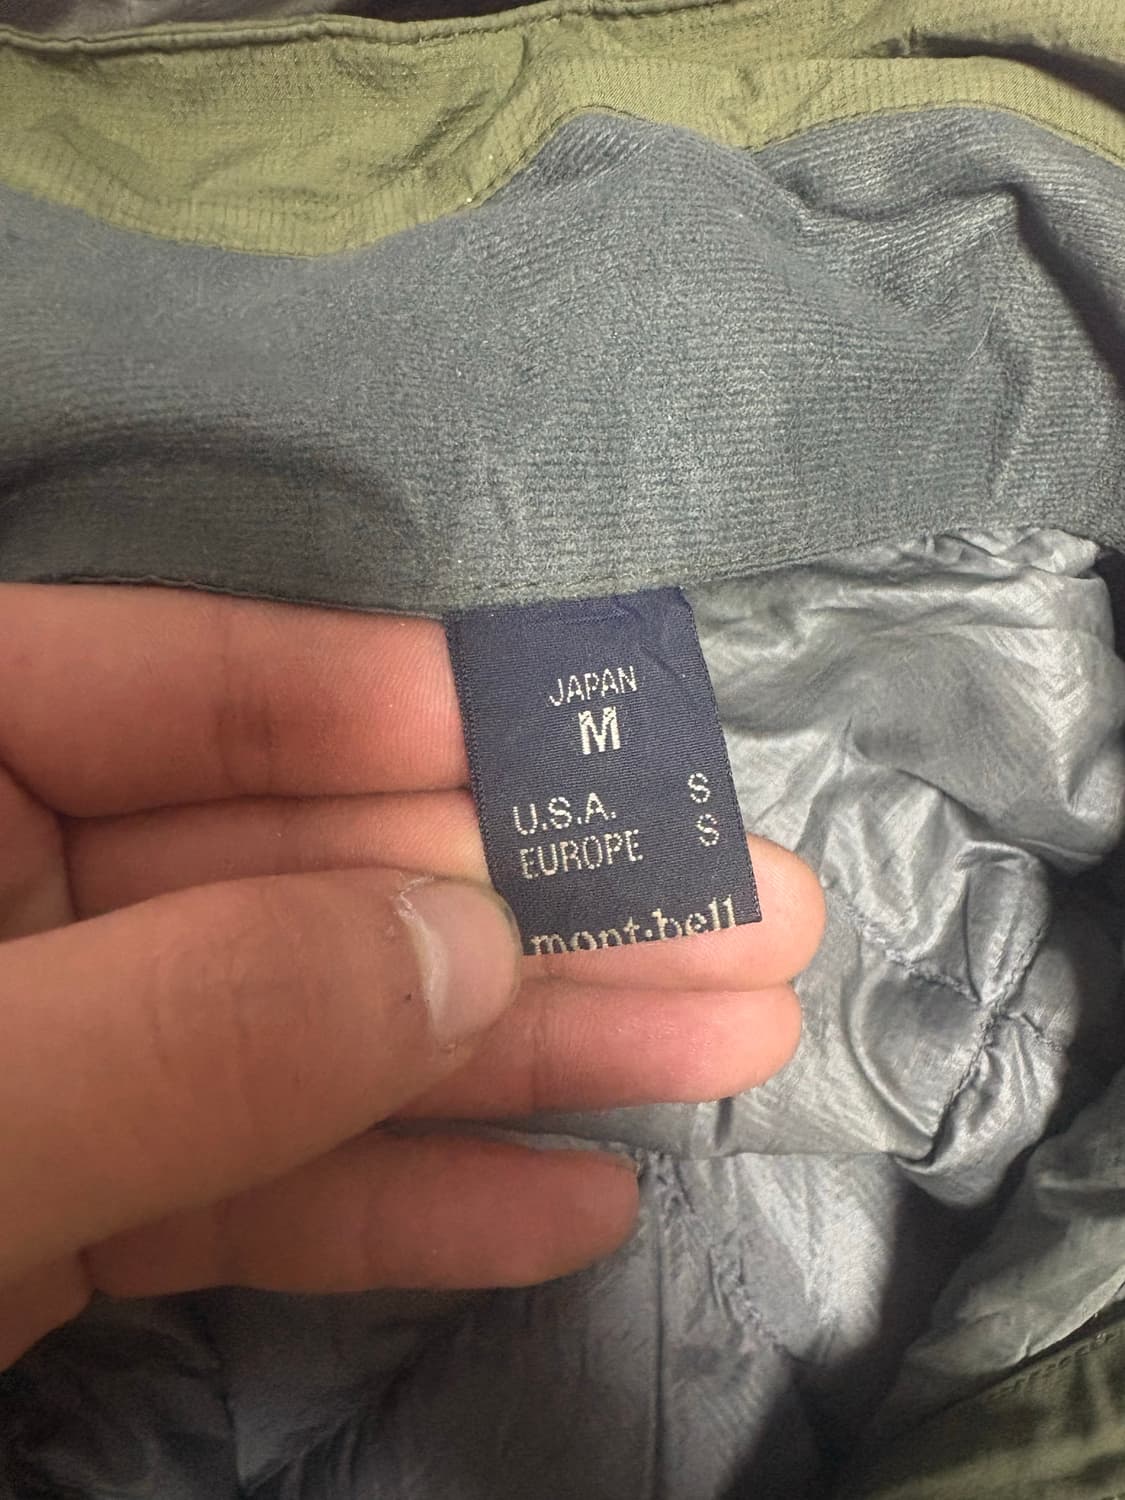 JAPAN
M
U.S.A. S
EUROPE S
mont·bell